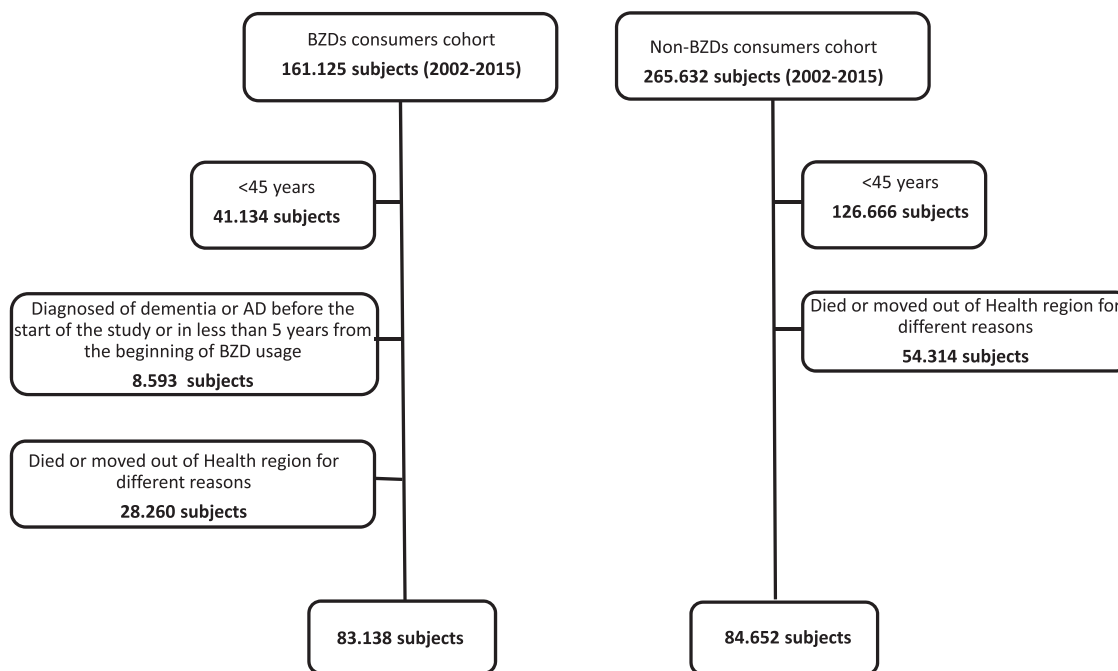 BZDs consumers cohort
161.125 subjects (2002-2015)
<45 years
41.134 subjects
Diagnosed of dementia or AD before the
start of the study or in less than 5 years from
the beginning of BZD usage
8.593 subjects
Died or moved out of Health region for
different reasons
28.260 subjects
83.138 subjects
Non-BZDs consumers cohort
265.632 subjects (2002-2015)
<45 years
126.666 subjects
Died or moved out of Health region for
different reasons
54.314 subjects
84.652 subjects